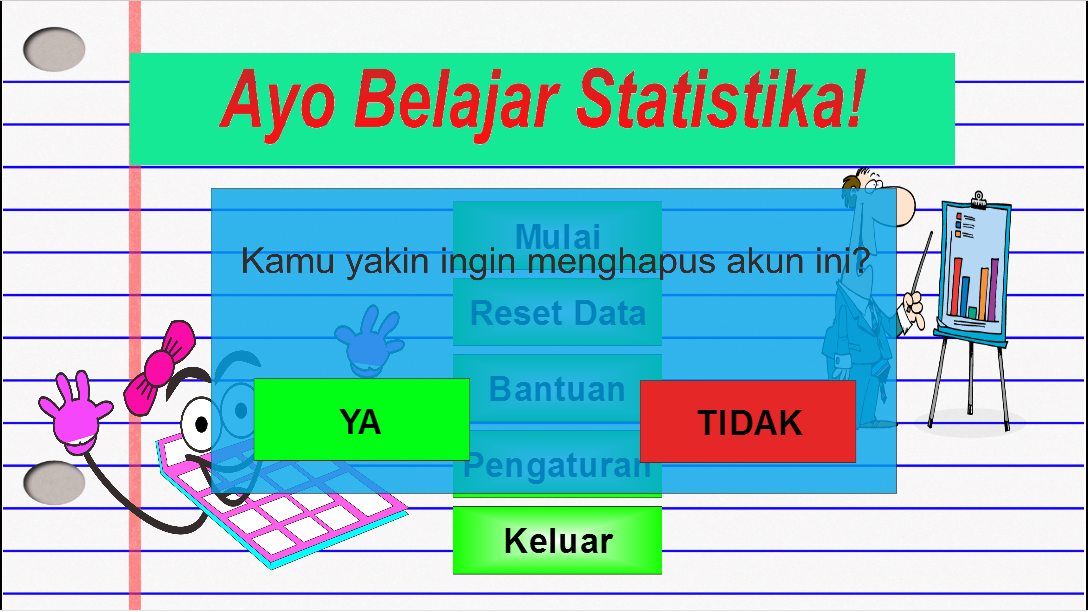 Ayo Belajar Statistika!
Mulai
Kamu yakin ingin menghapus akun ini?
Reset Data
Bantuan
YA
TIDAK
Pengaturan
Keluar